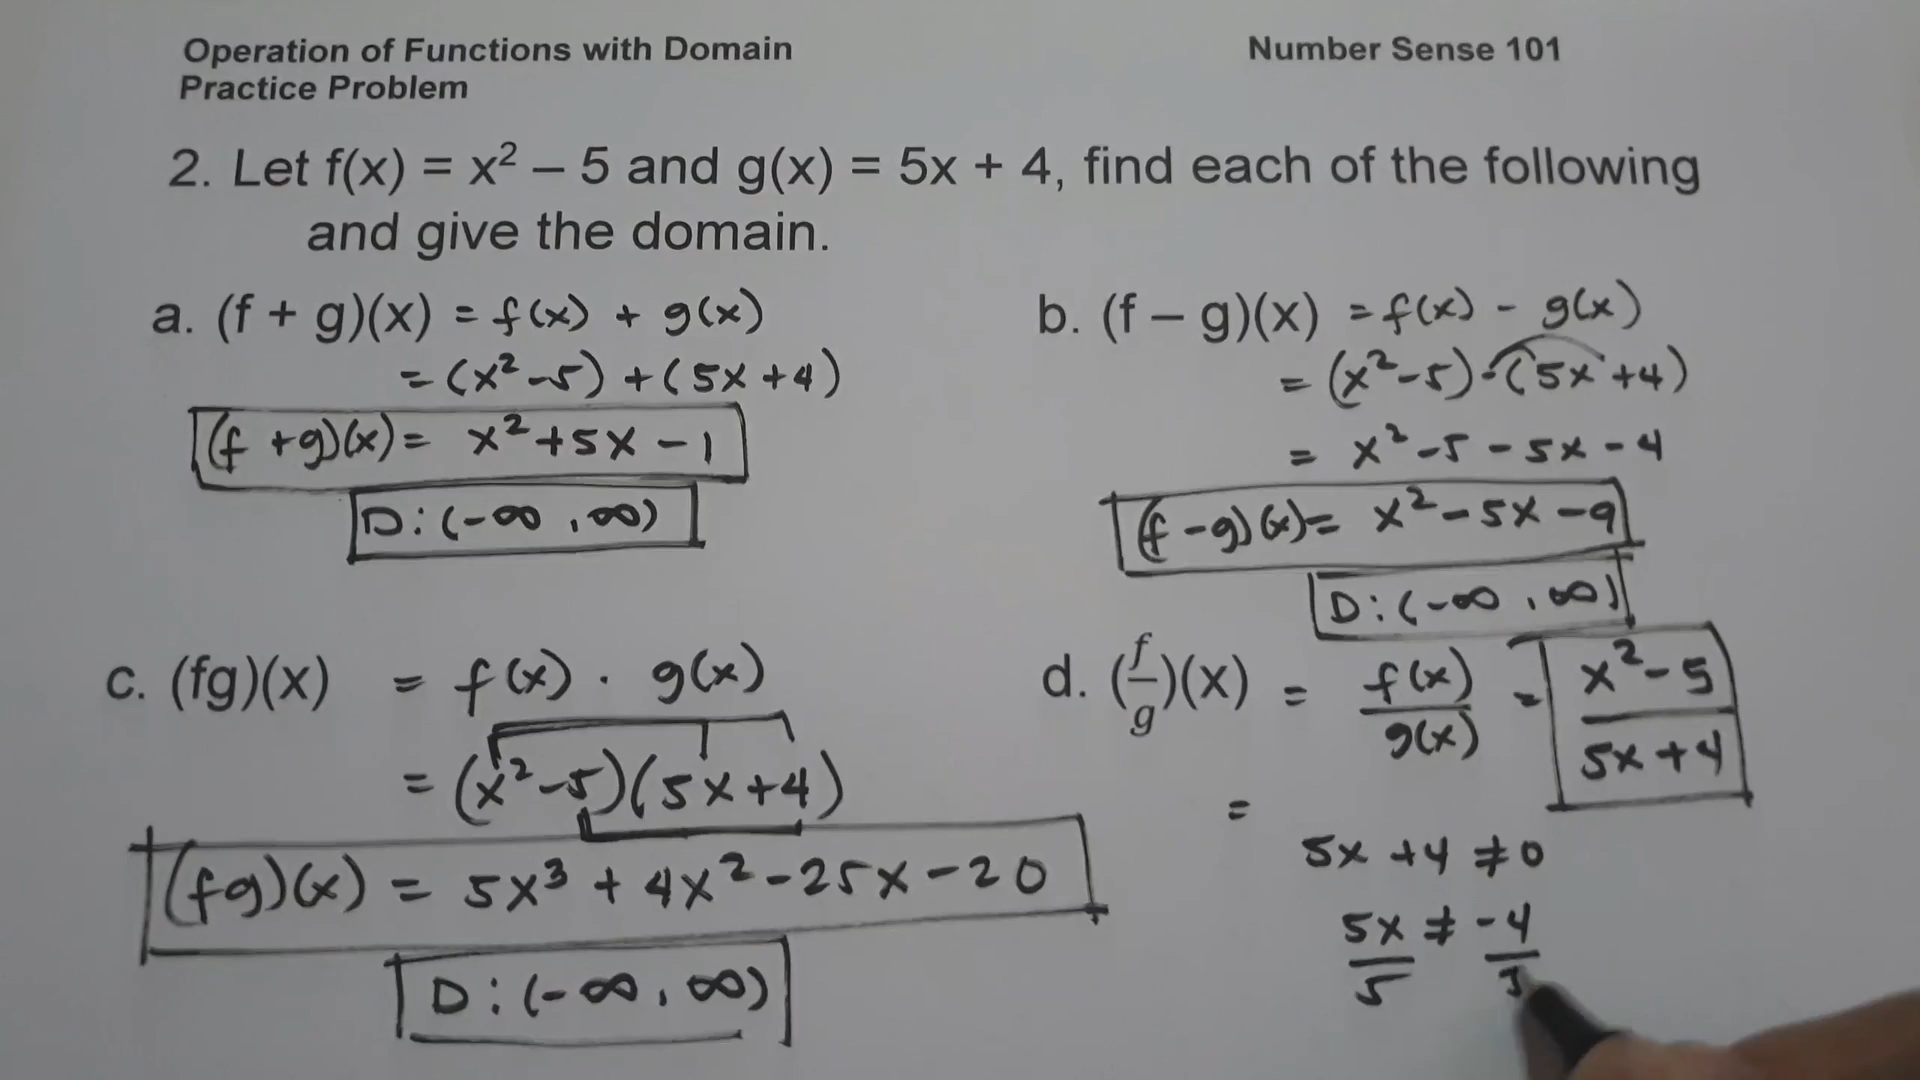 Operation of Functions with Domain
Practice Problem
Number Sense 101
2. Let f(x) = x² – 5 and g(x) = 5x + 4, find each of the following
and give the domain.
a. (f + g)(x) = f(x) + g(x)
= (x² - 5) + (5x + 4)
(f + g)(x) = x² + 5x - 1
D: (-∞, ∞)
b. (f – g)(x) = f(x) - g(x)
= (x² - 5) - (5x + 4)
= x² - 5 - 5x - 4
(f - g)(x) = x² - 5x - 9
D: (-∞, ∞)
c. (fg)(x) = f(x) · g(x)
= (x² - 5)(5x + 4)
(fg)(x) = 5x³ + 4x² - 25x - 20
D: (-∞, ∞)
d. (f/g)(x) = f(x)/g(x) = x² - 5/5x + 4
=
5x + 4 ≠ 0
5x ≠ -4
5 5